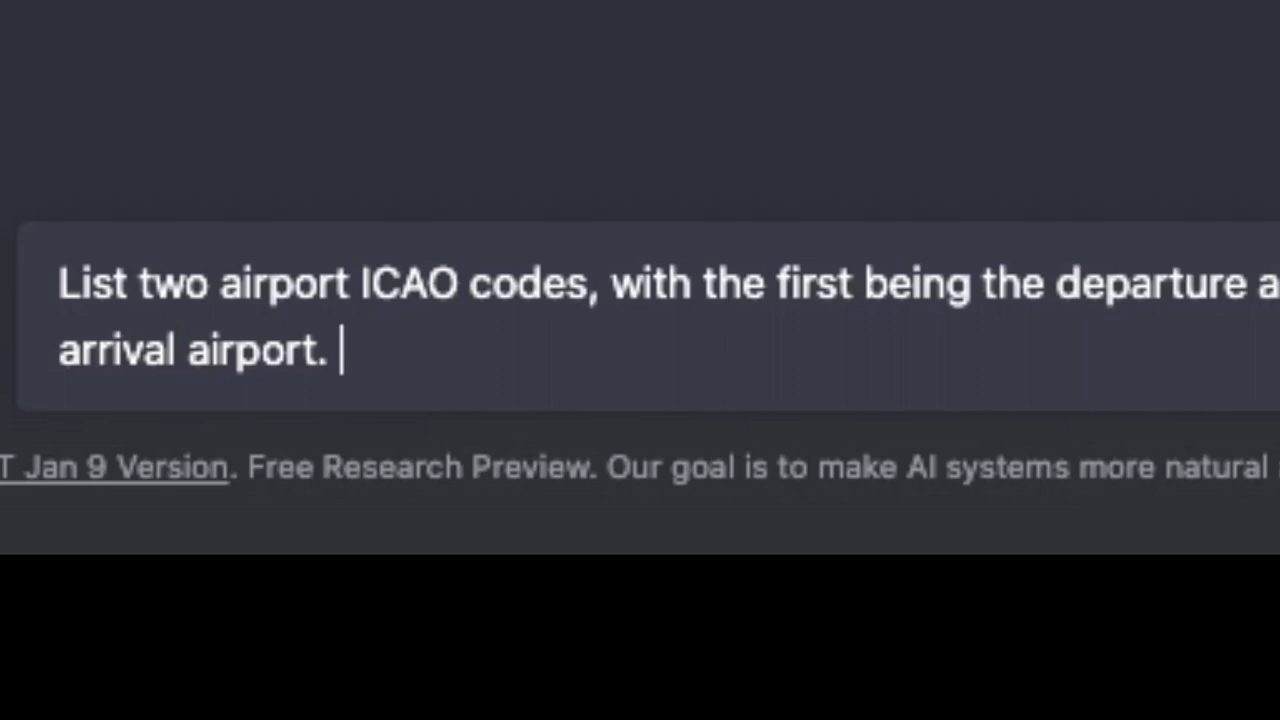 List two airport ICAO codes, with the first being the departure a
arrival airport.
T Jan 9 Version. Free Research Preview. Our goal is to make AI systems more natural